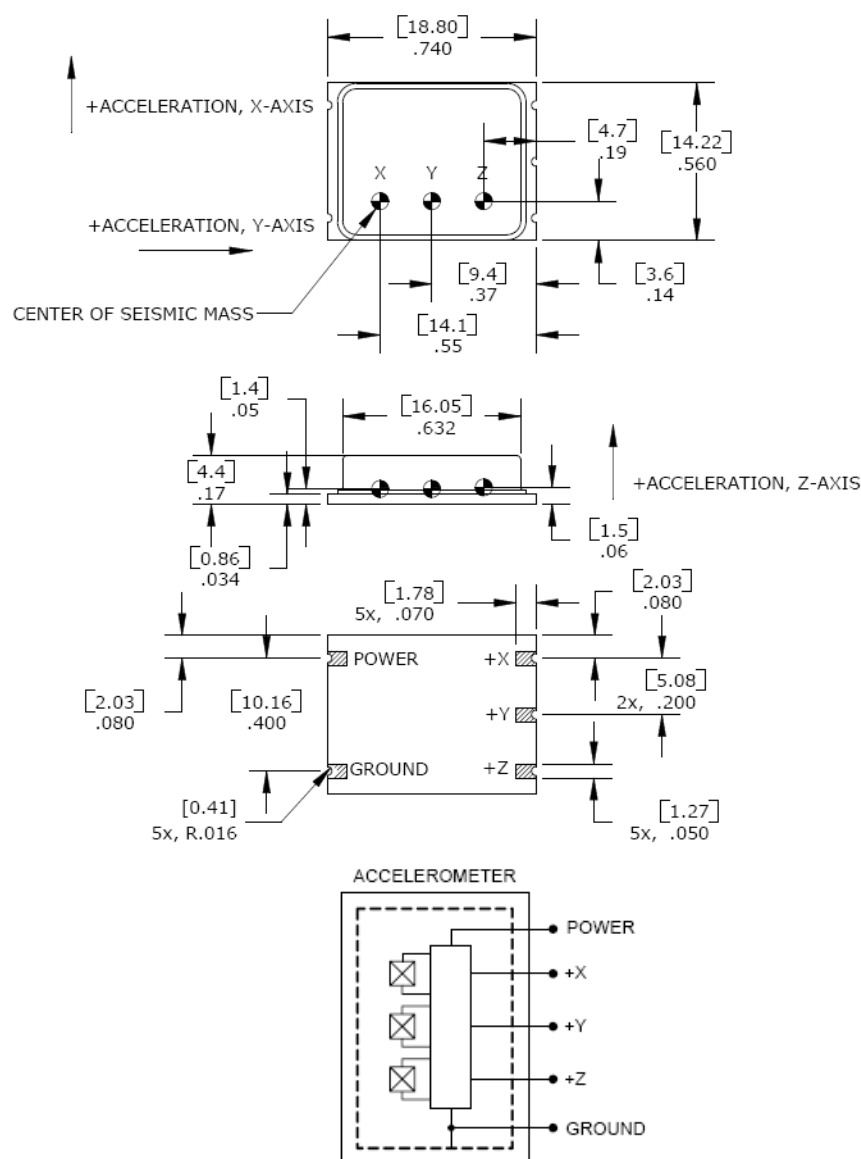 [18.80]
.740
+ACCELERATION, X-AXIS
[4.7]
.19
[14.22]
.560
X Y Z
+ACCELERATION, Y-AXIS
[9.4]
.37
[3.6]
.14
CENTER OF SEISMIC MASS
[14.1]
.55
[1.4]
.05
[16.05]
.632
[4.4]
.17
+ACCELERATION, Z-AXIS
[1.5]
.06
[0.86]
.034
[1.78]
5x, .070
[2.03]
.080
POWER
+X
[2.03]
.080
[10.16]
.400
[5.08]
2x, .200
+Y
GROUND
+Z
[0.41]
5x, R.016
[1.27]
5x, .050
ACCELEROMETER
POWER
+X
+Y
+Z
GROUND